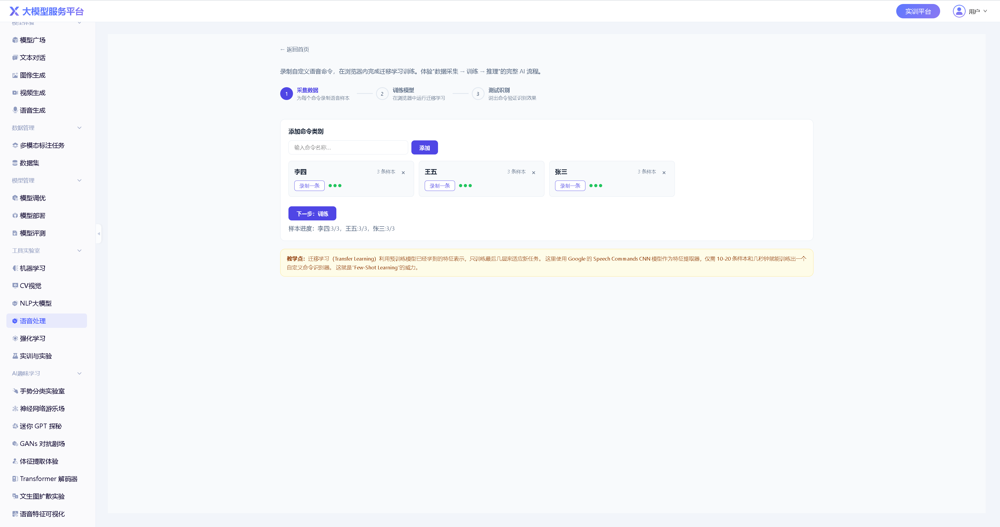 大模型服务平台
实训平台
用户
模型体验
模型广场
文本对话
图像生成
视频生成
语音生成
数据管理
多模态标注任务
数据集
模型管理
模型调优
模型部署
模型评测
工具实验室
机器学习
CV视觉
NLP大模型
语音处理
强化学习
实训与实验
AI趣味学习
手势分类实验室
神经网络游乐场
迷你 GPT 探秘
GANs 对抗剧场
体征提取体验
Transformer 解码器
文生图扩散实验
语音特征可视化
← 返回首页
录制自定义语音命令，在浏览器内完成迁移学习训练。体验"数据采集 → 训练 → 推理"的完整 AI 流程。
1 采集数据
为每个命令录制语音样本
2 训练模型
在浏览器中运行迁移学习
3 测试识别
说出命令验证识别效果
添加命令类别
输入命令名称... 添加
李四 3 条样本 ×
录制一条
王五 3 条样本 ×
录制一条
张三 3 条样本 ×
录制一条
下一步：训练
样本进度：李四:3/3，王五:3/3，张三:3/3
教学点：迁移学习（Transfer Learning）利用预训练模型已经学到的特征表示，只训练最后几层来适应新任务。 这里使用 Google 的 Speech Commands CNN 模型作为特征提取器，仅需 10-20 条样本和几秒钟就能训练出一个
自定义命令识别器。 这就是"Few-Shot Learning"的威力。